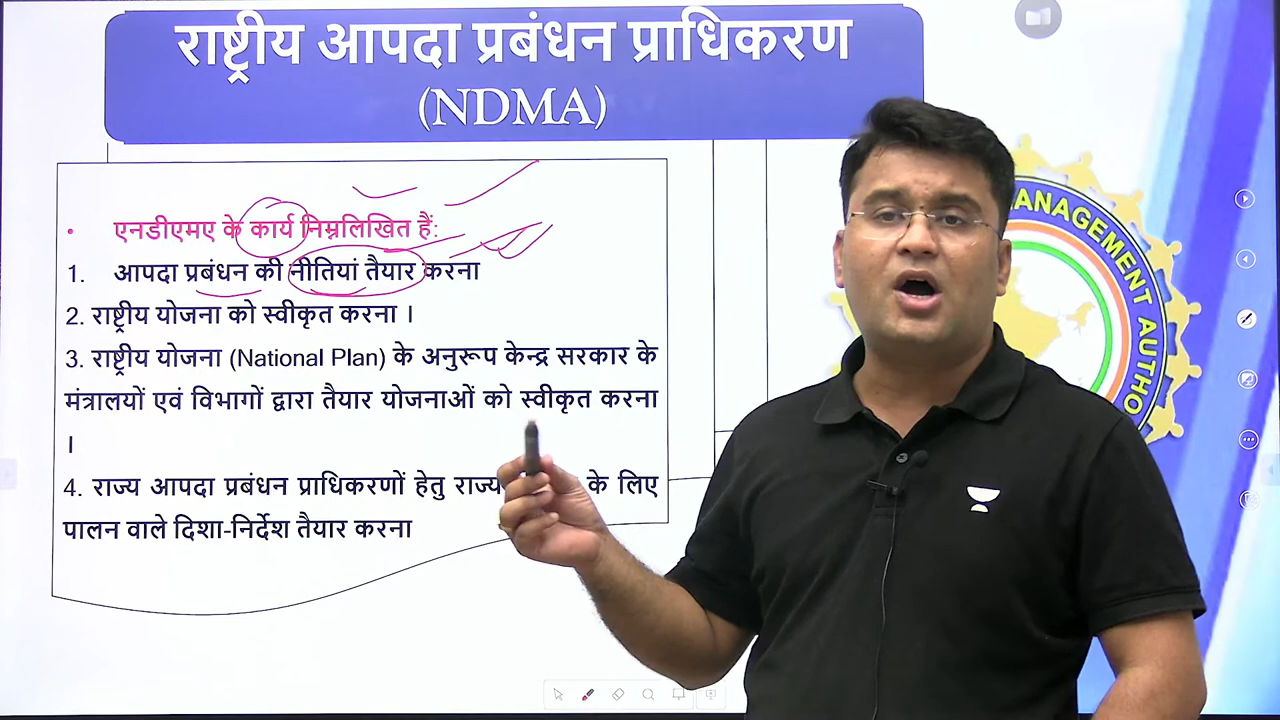 राष्ट्रीय आपदा प्रबंधन प्राधिकरण
(NDMA)
• एनडीएमए के कार्य निम्नलिखित हैं:
1. आपदा प्रबंधन की नीतियां तैयार करना
2. राष्ट्रीय योजना को स्वीकृत करना ।
3. राष्ट्रीय योजना (National Plan) के अनुरूप केन्द्र सरकार के
मंत्रालयों एवं विभागों द्वारा तैयार योजनाओं को स्वीकृत करना
।
4. राज्य आपदा प्रबंधन प्राधिकरणों हेतु राज्य के लिए
पालन वाले दिशा-निर्देश तैयार करना
MANAGEMENT